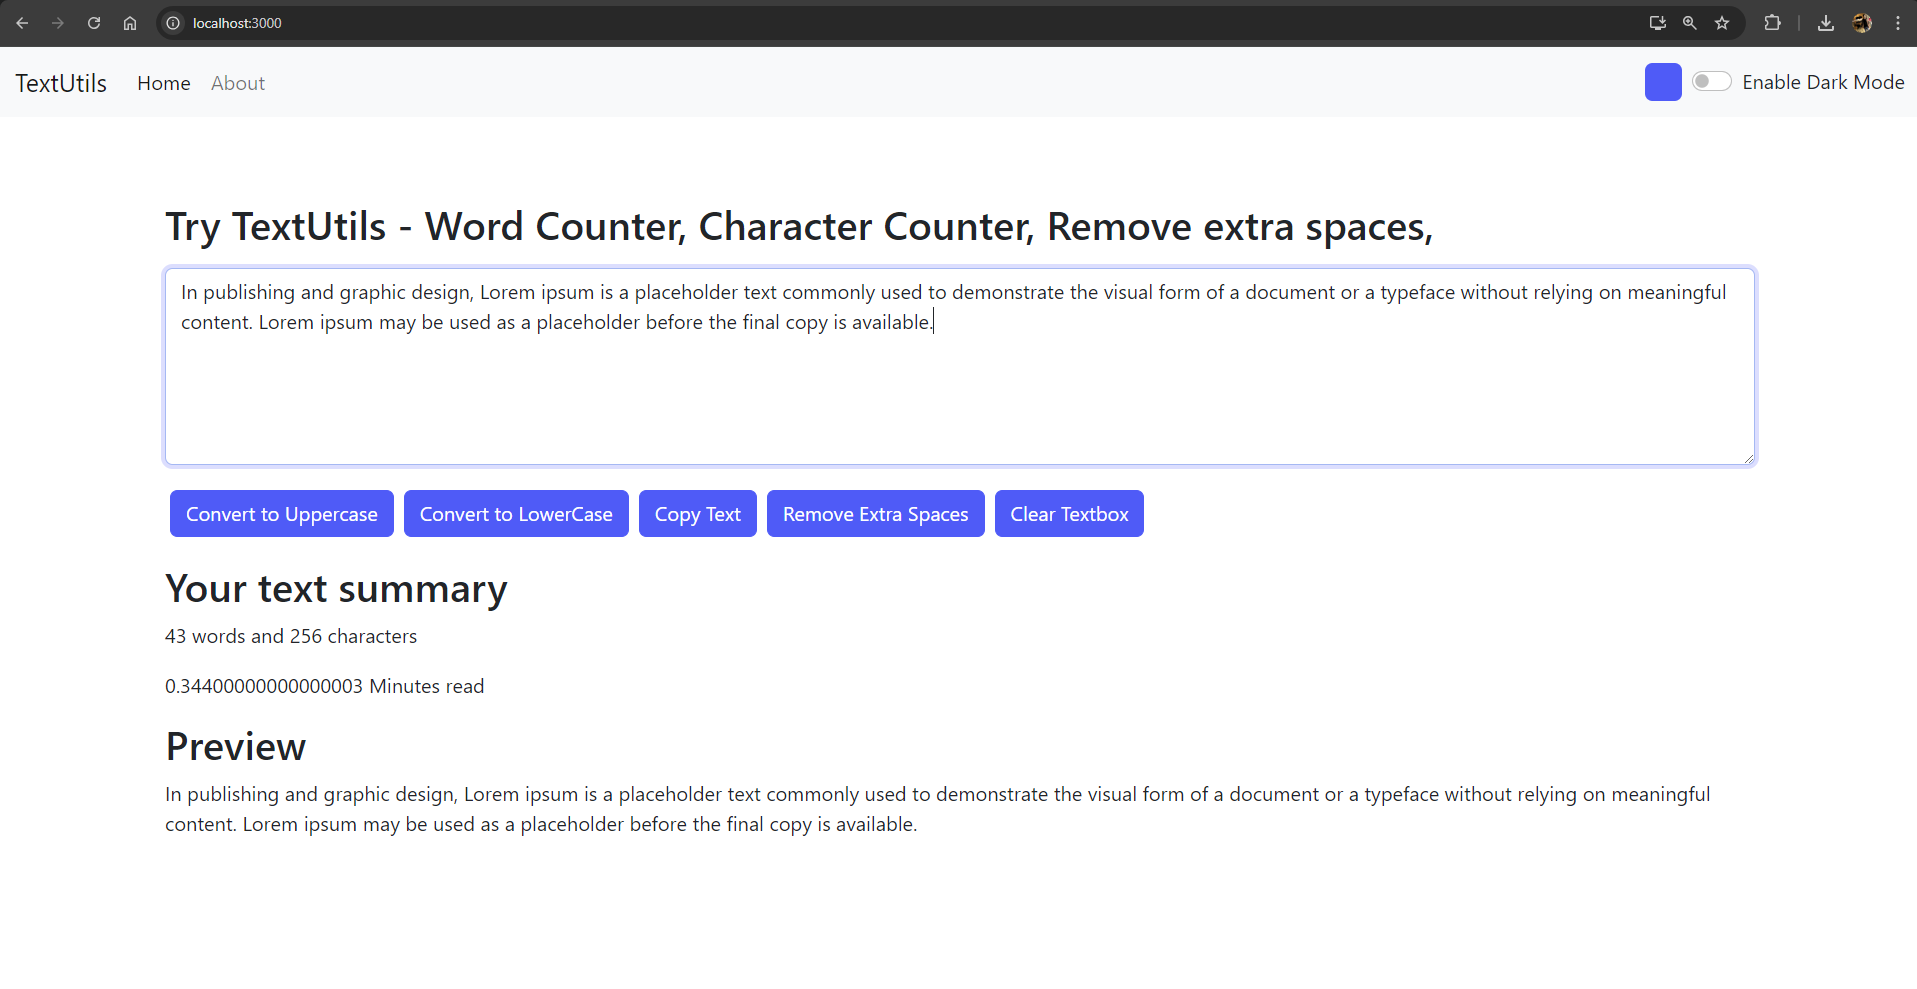 localhost:3000
TextUtils Home About Enable Dark Mode
Try TextUtils - Word Counter, Character Counter, Remove extra spaces,
In publishing and graphic design, Lorem ipsum is a placeholder text commonly used to demonstrate the visual form of a document or a typeface without relying on meaningful
content. Lorem ipsum may be used as a placeholder before the final copy is available.
Convert to Uppercase Convert to LowerCase Copy Text Remove Extra Spaces Clear Textbox
Your text summary
43 words and 256 characters
0.34400000000000003 Minutes read
Preview
In publishing and graphic design, Lorem ipsum is a placeholder text commonly used to demonstrate the visual form of a document or a typeface without relying on meaningful
content. Lorem ipsum may be used as a placeholder before the final copy is available.